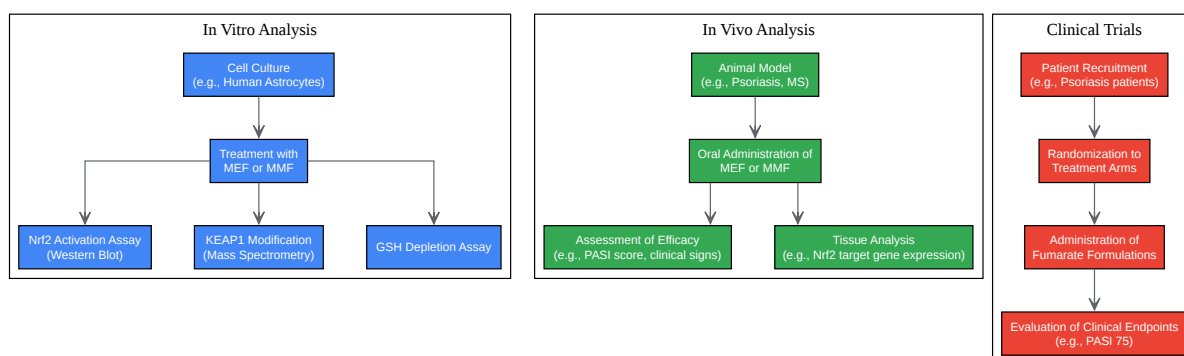 In Vitro Analysis
Cell Culture
(e.g., Human Astrocytes)
Treatment with
MEF or MMF
Nrf2 Activation Assay
(Western Blot)
KEAP1 Modification
(Mass Spectrometry)
GSH Depletion Assay
In Vivo Analysis
Animal Model
(e.g., Psoriasis, MS)
Oral Administration of
MEF or MMF
Assessment of Efficacy
(e.g., PASI score, clinical signs)
Tissue Analysis
(e.g., Nrf2 target gene expression)
Clinical Trials
Patient Recruitment
(e.g., Psoriasis patients)
Randomization to
Treatment Arms
Administration of
Fumarate Formulations
Evaluation of Clinical Endpoints
(e.g., PASI 75)